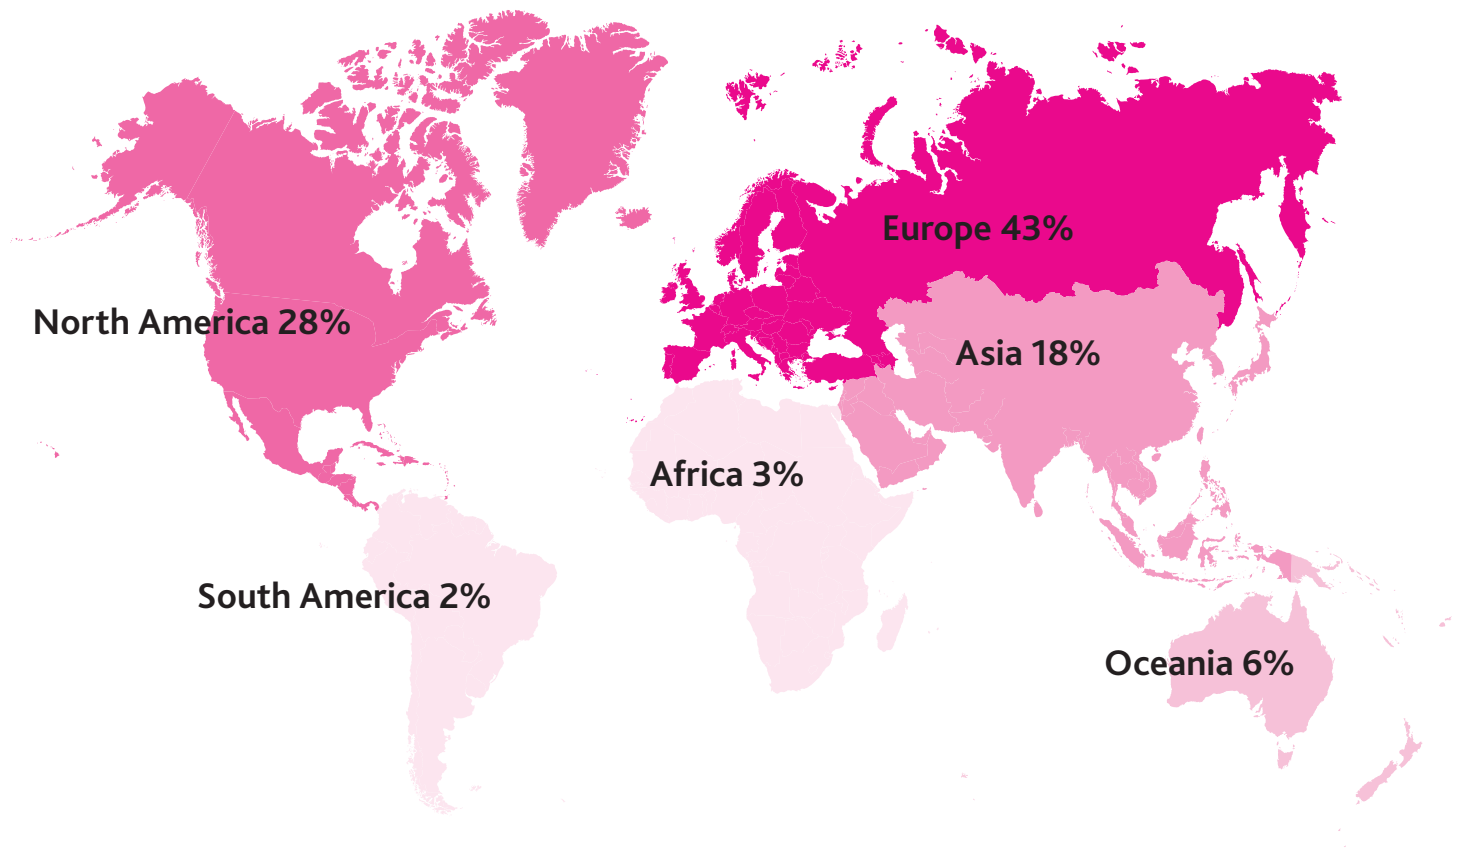 Europe 43%
North America 28%
Asia 18%
Africa 3%
South America 2%
Oceania 6%